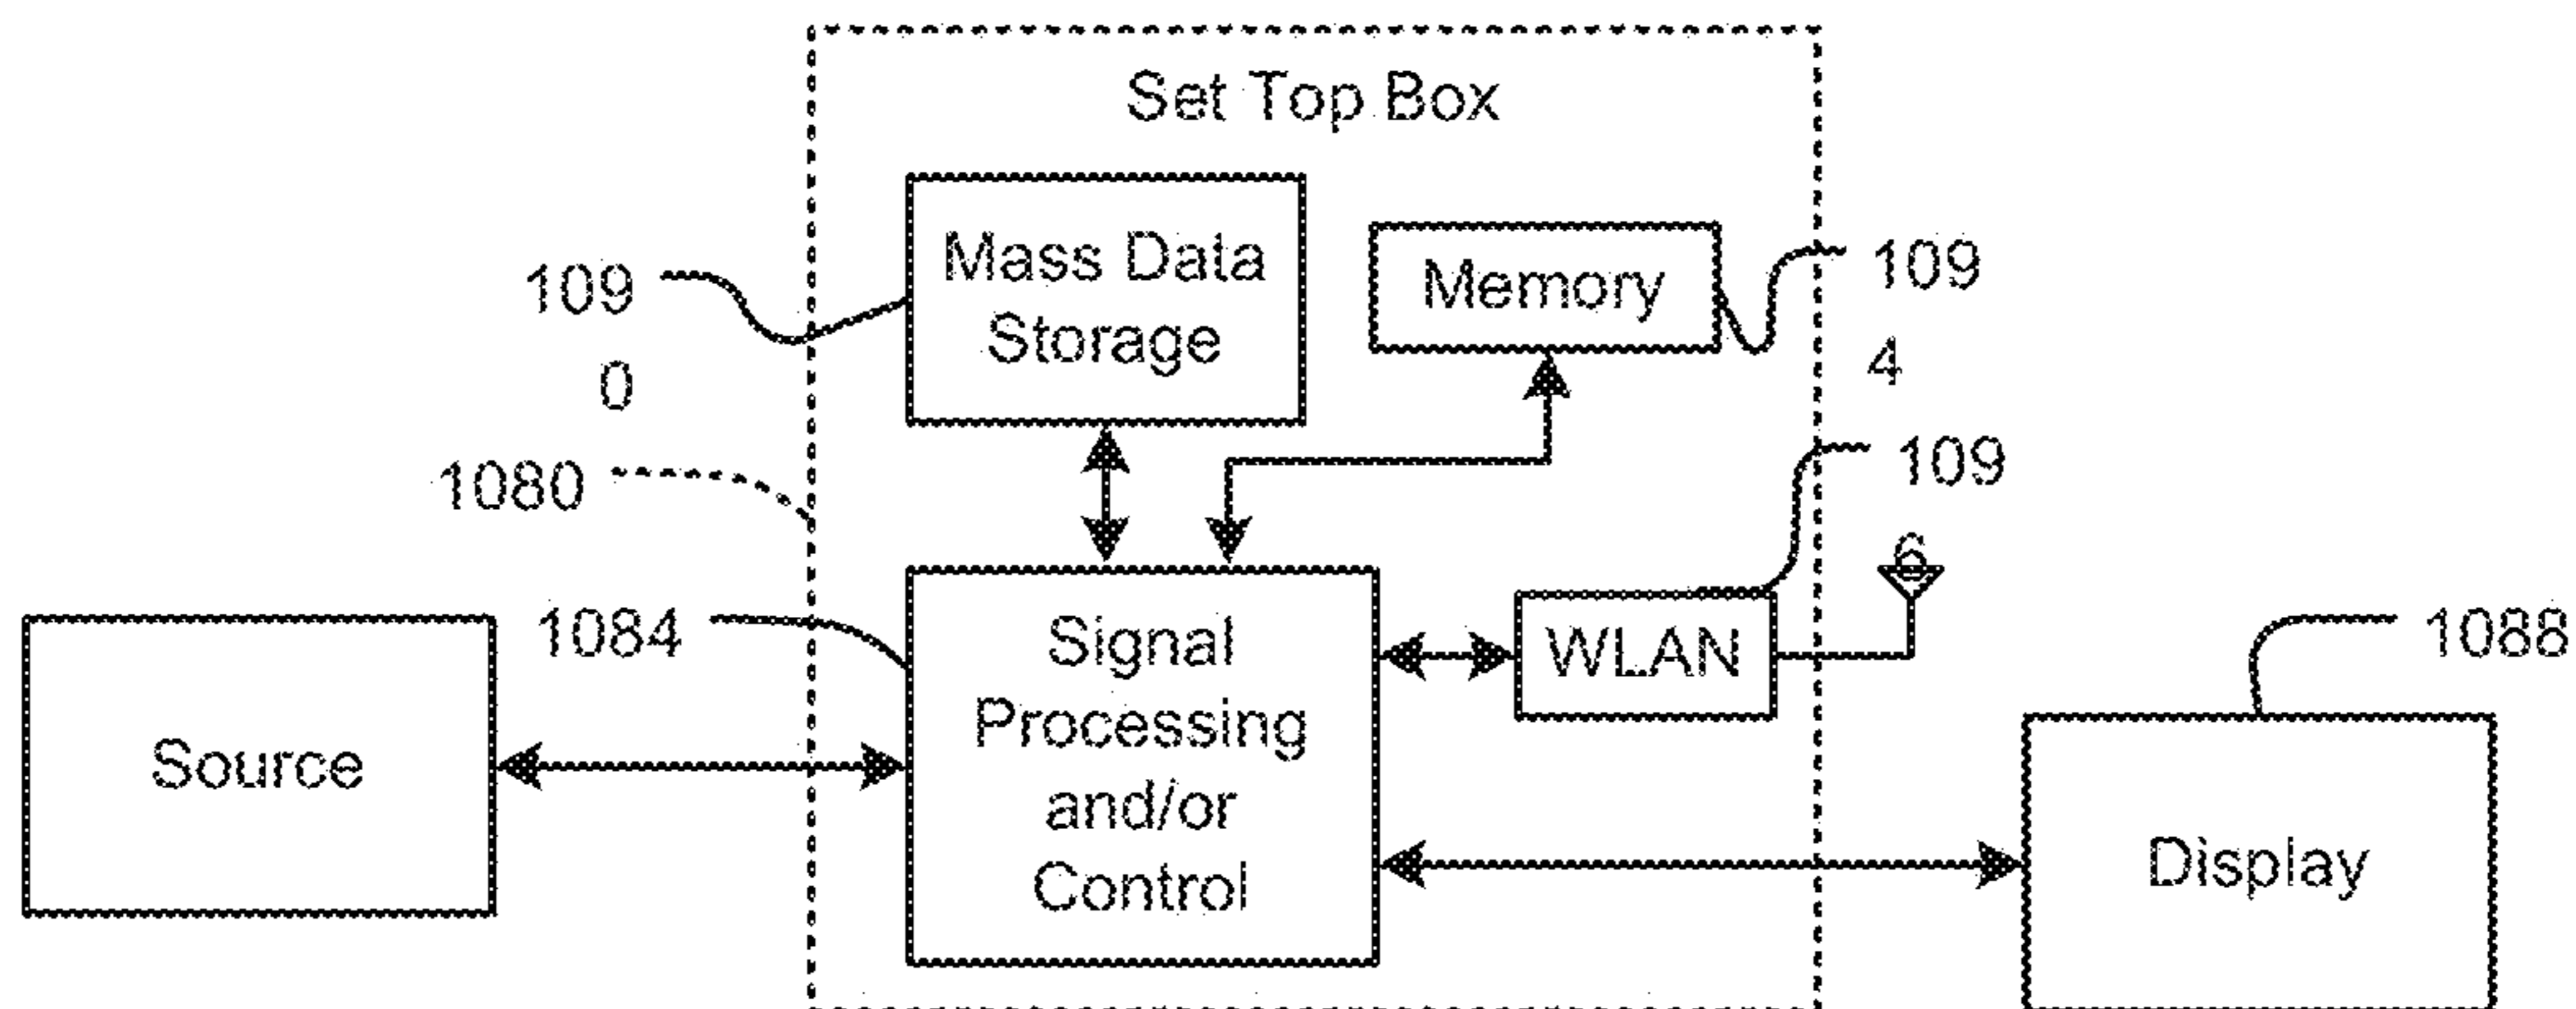 Set Top Box
Mass Data
Storage
Memory
109
0
109
4
1080
109
6
1084
Signal
Processing
and/or
Control
WLAN
1088
Source
Display